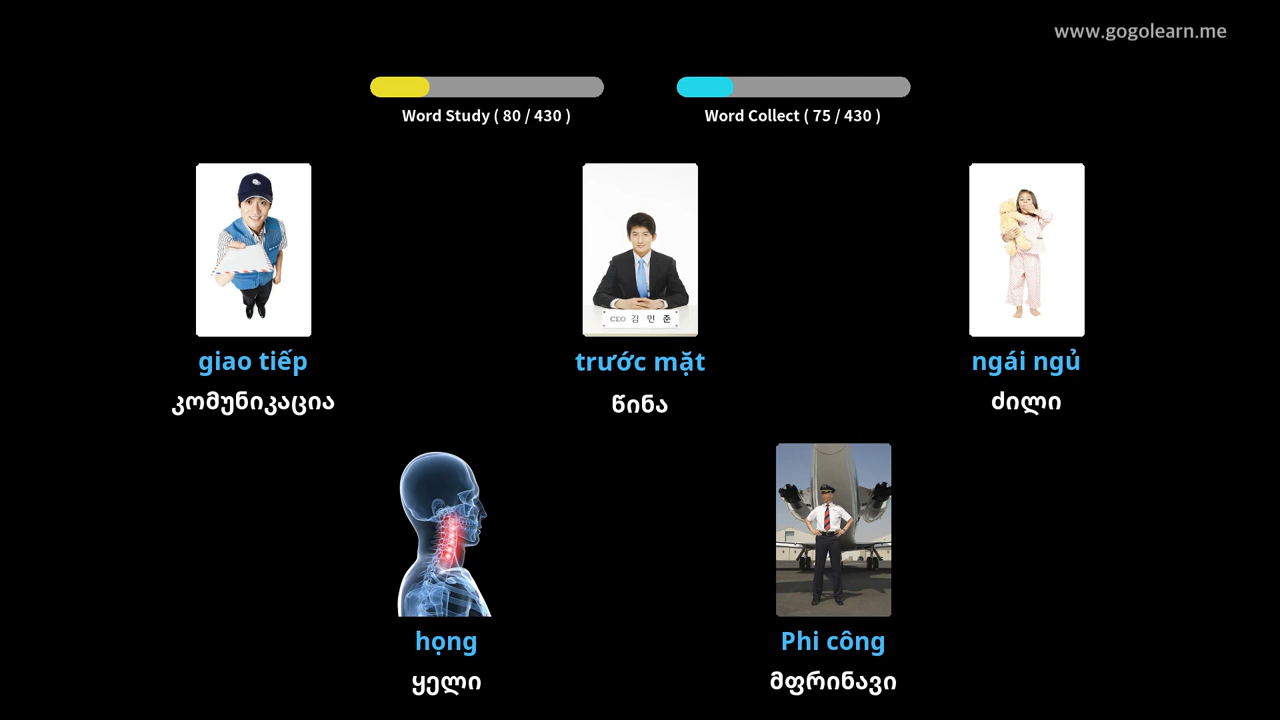 www.gogolearn.me
Word Study ( 80 / 430 )
Word Collect ( 75 / 430 )
CEO 김 민 준
giao tiếp
trước mặt
ngái ngủ
კომუნიკაცია
წინა
ძილი
họng
Phi công
ყელი
მფრინავი